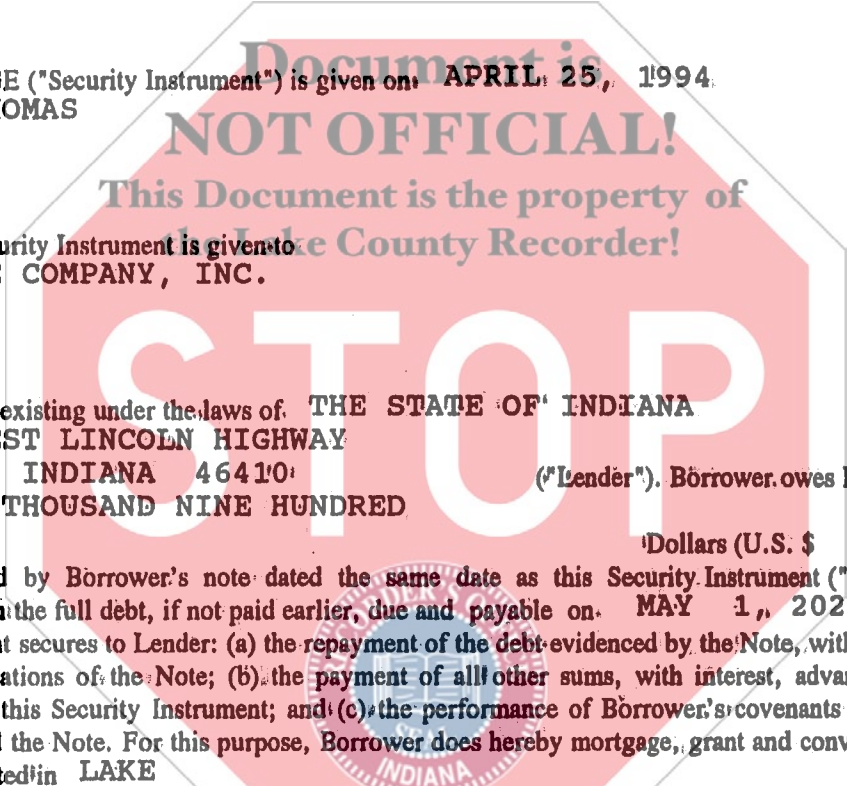 Document is
GE ("Security Instrument") is given on APRIL 25, 1994
OMAS
NOT OFFICIAL!
This Document is the property of
the Lake County Recorder!
urity Instrument is given to
COMPANY, INC.
STOP
existing under the laws of THE STATE OF INDIANA
ST LINCOLN HIGHWAY
INDIANA 46410 ("Lender"). Borrower owes
THOUSAND NINE HUNDRED
Dollars (U.S. $
d by Borrower's note dated the same date as this Security Instrument ("
the full debt, if not paid earlier, due and payable on MAY 1, 202
t secures to Lender: (a) the repayment of the debt evidenced by the Note, with
ations of the Note; (b) the payment of all other sums, with interest, adva
this Security Instrument; and (c) the performance of Borrower's covenants
the Note. For this purpose, Borrower does hereby mortgage, grant and conv
ted in LAKE
RECORDER'S
SEAL
INDIANA